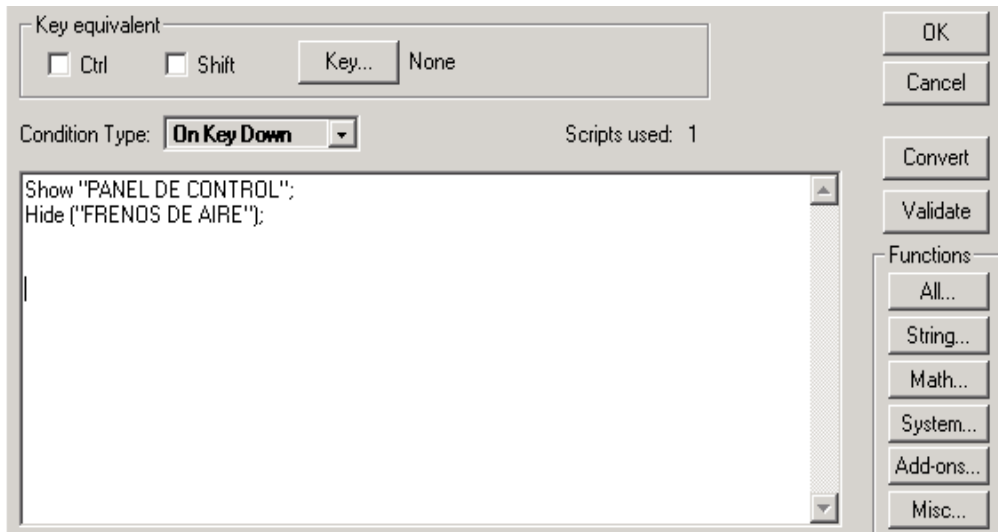 Key equivalent
Ctrl Shift Key... None
OK
Cancel
Condition Type: On Key Down Scripts used: 1
Convert
Validate
Show "PANEL DE CONTROL";
Hide ("FRENOS DE AIRE");
Functions
All...
String...
Math...
System...
Add-ons...
Misc...